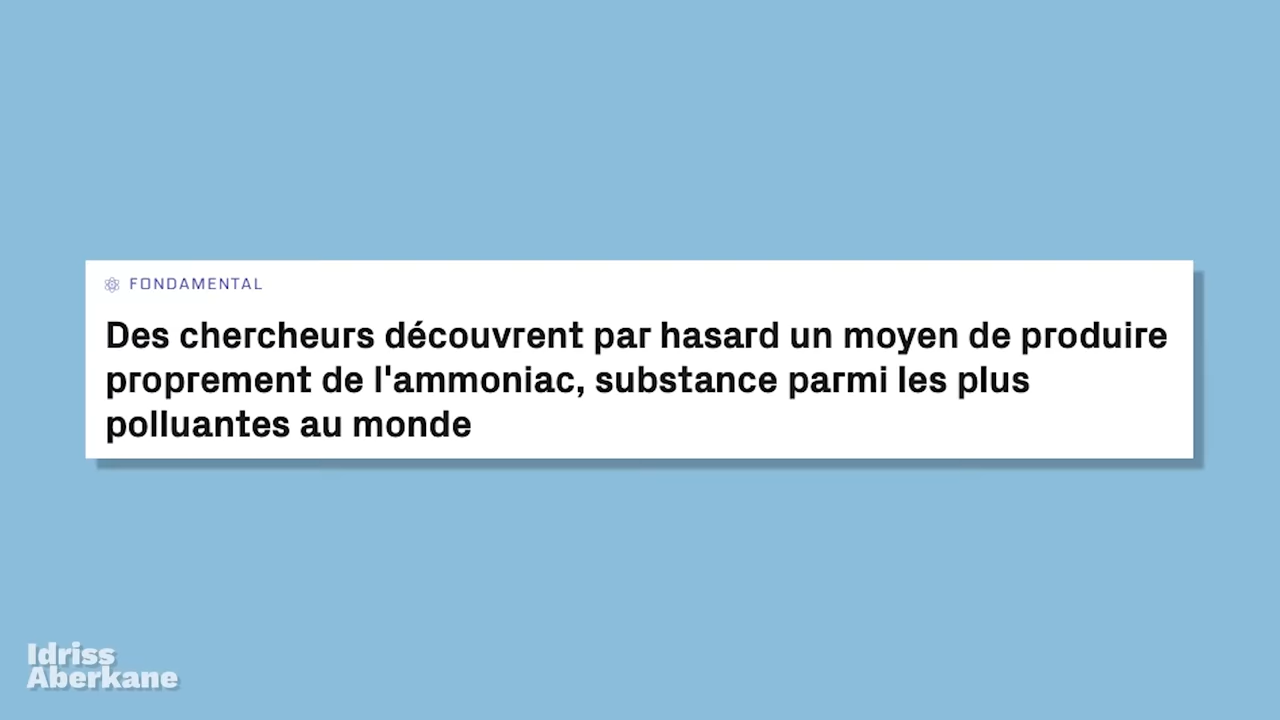 FONDAMENTAL
Des chercheurs découvrent par hasard un moyen de produire
proprement de l'ammoniac, substance parmi les plus
polluantes au monde
Idriss
Aberkane